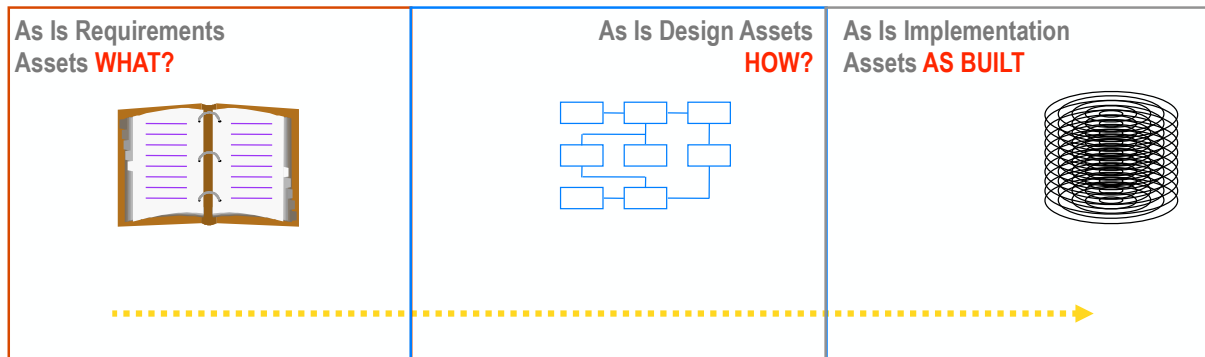 As Is Requirements
Assets WHAT?
As Is Design Assets
HOW?
As Is Implementation
Assets AS BUILT